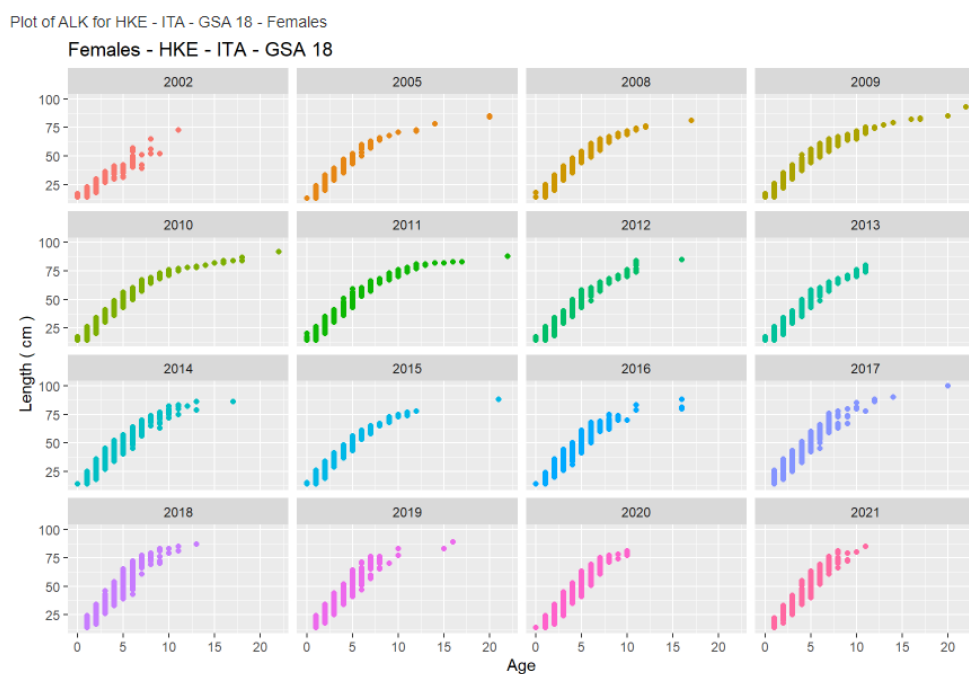 Plot of ALK for HKE - ITA - GSA 18 - Females
Females - HKE - ITA - GSA 18
2002 2005 2008 2009
100
75
50
25
2010 2011 2012 2013
100
75
50
25
2014 2015 2016 2017
100
75
50
25
2018 2019 2020 2021
100
75
50
25
Length ( cm )
0 5 10 15 20 0 5 10 15 20 0 5 10 15 20 0 5 10 15 20
Age